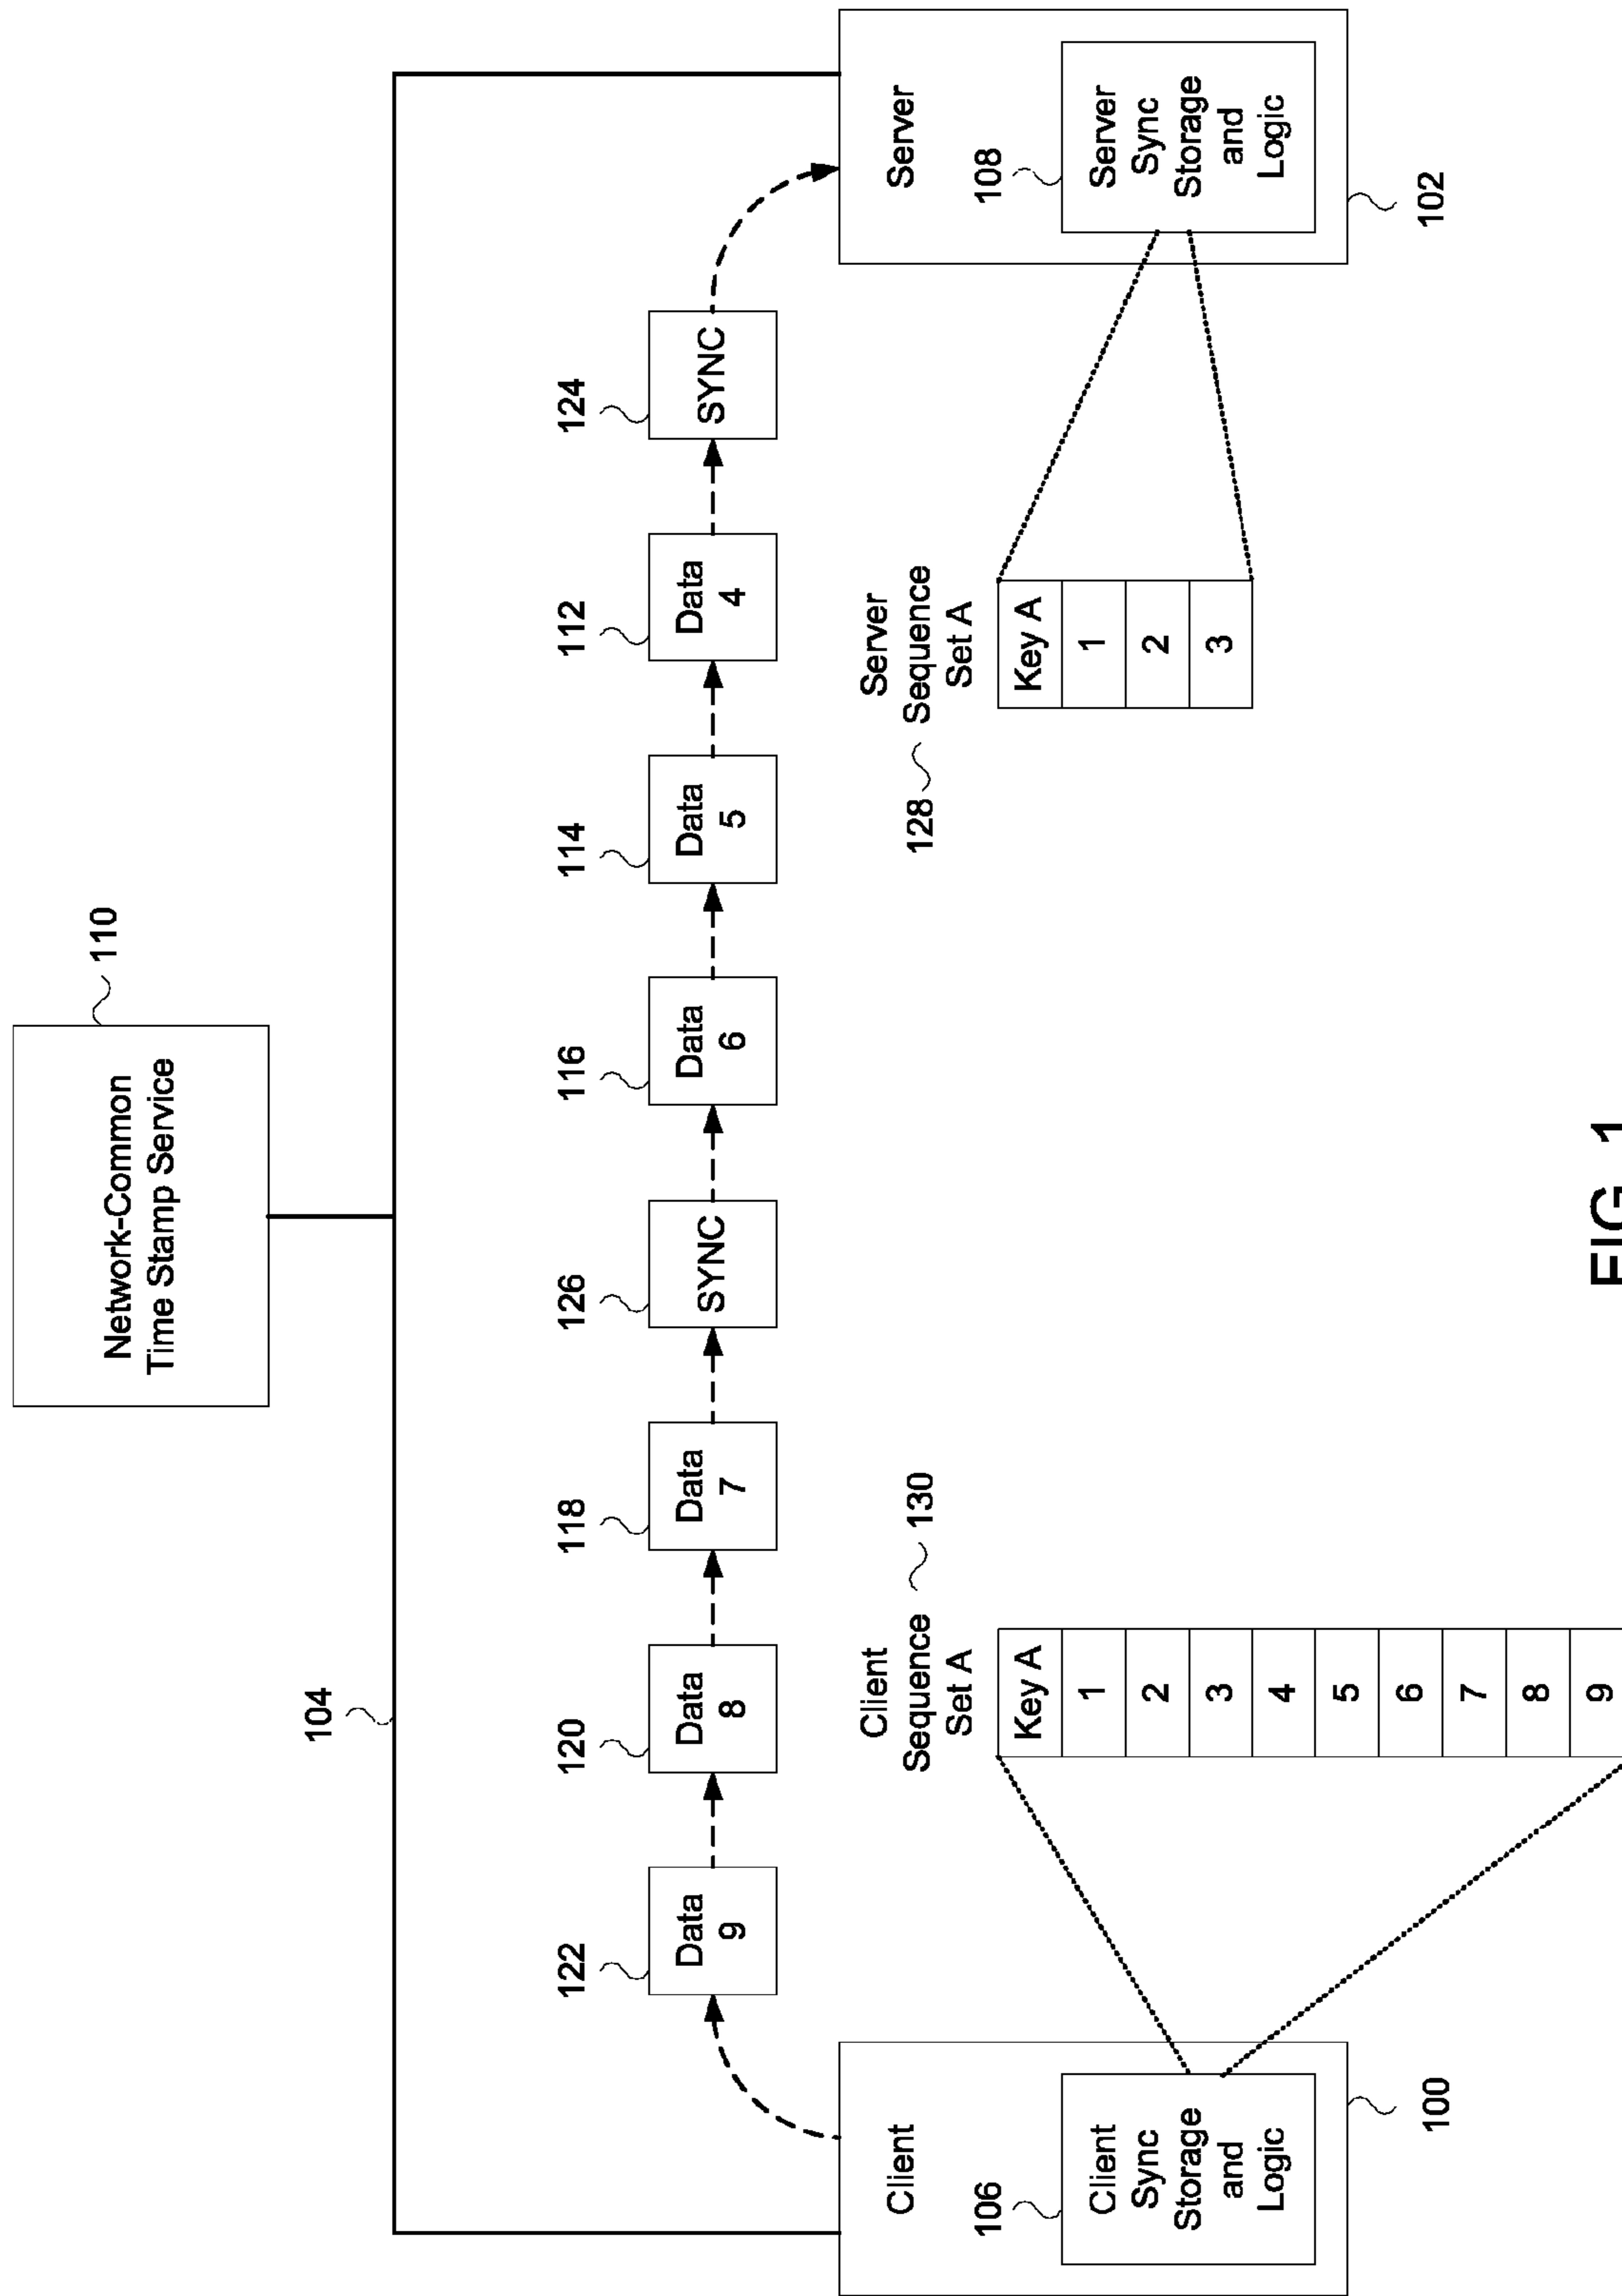 Network-Common
Time Stamp Service
110
104
122
120
118
126
116
114
112
124
Data
9
Data
8
Data
7
SYNC
Data
6
Data
5
Data
4
SYNC
Client
106
Client
Sync
Storage
and
Logic
100
Client
Sequence
Set A
130
Key A
1
2
3
4
5
6
7
8
9
Server
128 Sequence
Set A
Key A
1
2
3
Server
108
Server
Sync
Storage
and
Logic
102
FIG. 1